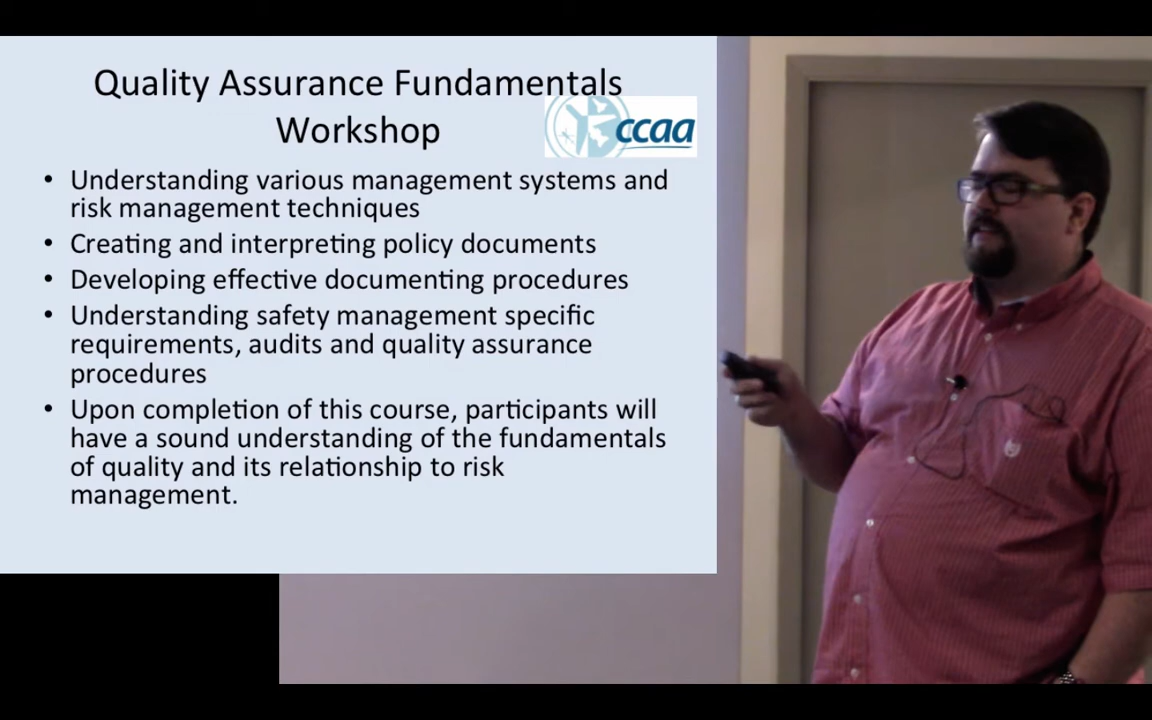 Quality Assurance Fundamentals
Workshop
ccaa
• Understanding various management systems and
risk management techniques
• Creating and interpreting policy documents
• Developing effective documenting procedures
• Understanding safety management specific
requirements, audits and quality assurance
procedures
• Upon completion of this course, participants will
have a sound understanding of the fundamentals
of quality and its relationship to risk
management.